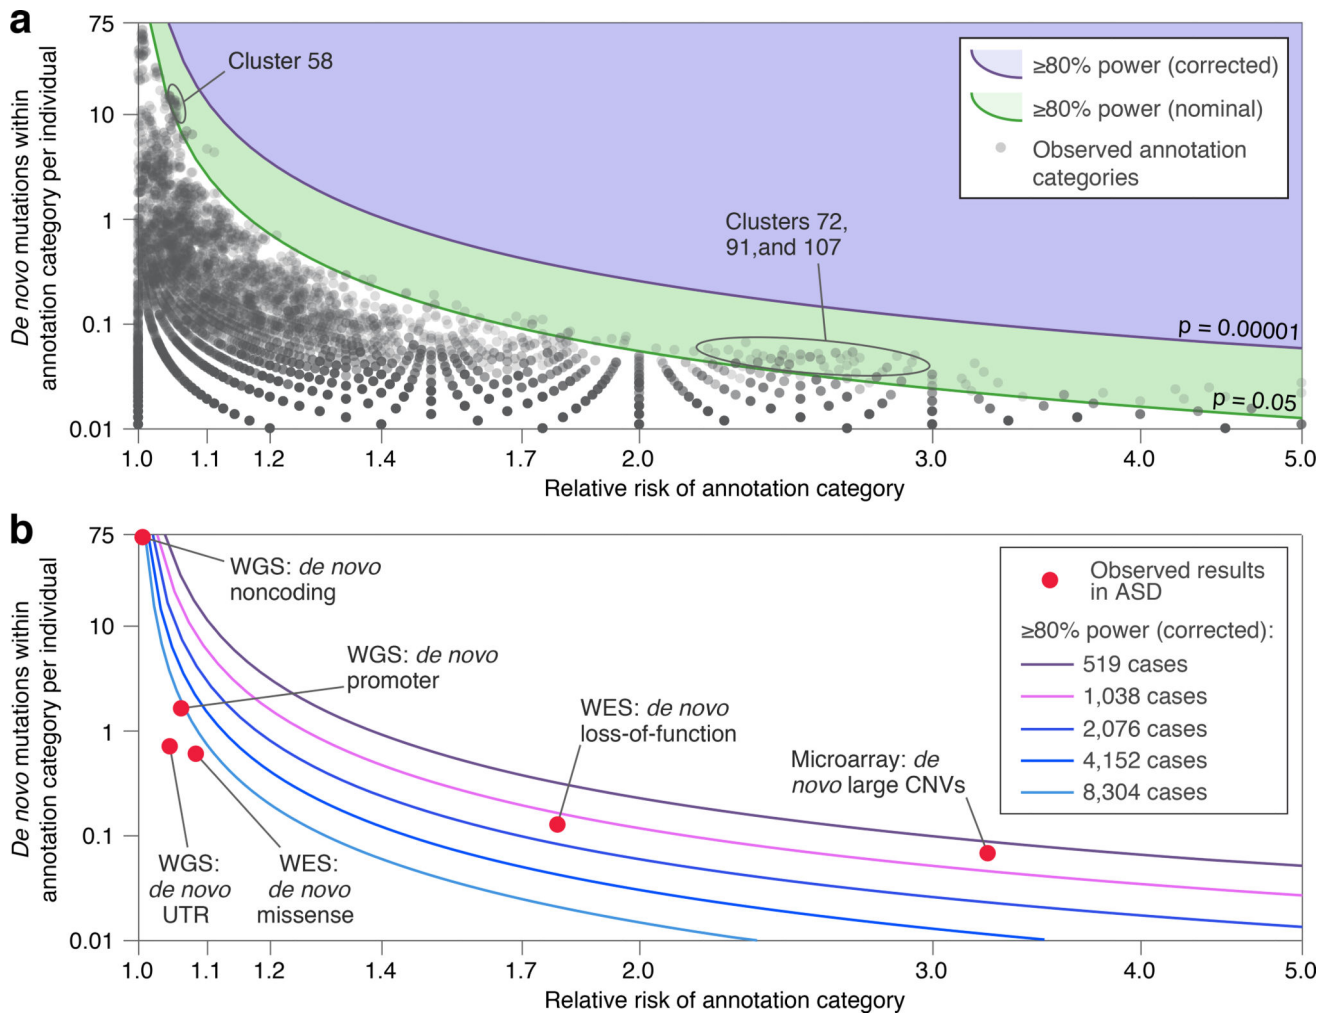 a
De novo mutations within
annotation category per individual
75
10
1
0.1
0.01
Cluster 58
Clusters 72,
91,and 107
≥80% power (corrected)
≥80% power (nominal)
Observed annotation
categories
p = 0.00001
p = 0.05
1.0 1.1 1.2 1.4 1.7 2.0 3.0 4.0 5.0
Relative risk of annotation category
b
De novo mutations within
annotation category per individual
75
10
1
0.1
0.01
WGS: de novo
noncoding
WGS: de novo
promoter
WES: de novo
loss-of-function
Microarray: de
novo large CNVs
WGS:
de novo
UTR
WES:
de novo
missense
Observed results
in ASD
≥80% power (corrected):
519 cases
1,038 cases
2,076 cases
4,152 cases
8,304 cases
1.0 1.1 1.2 1.4 1.7 2.0 3.0 4.0 5.0
Relative risk of annotation category